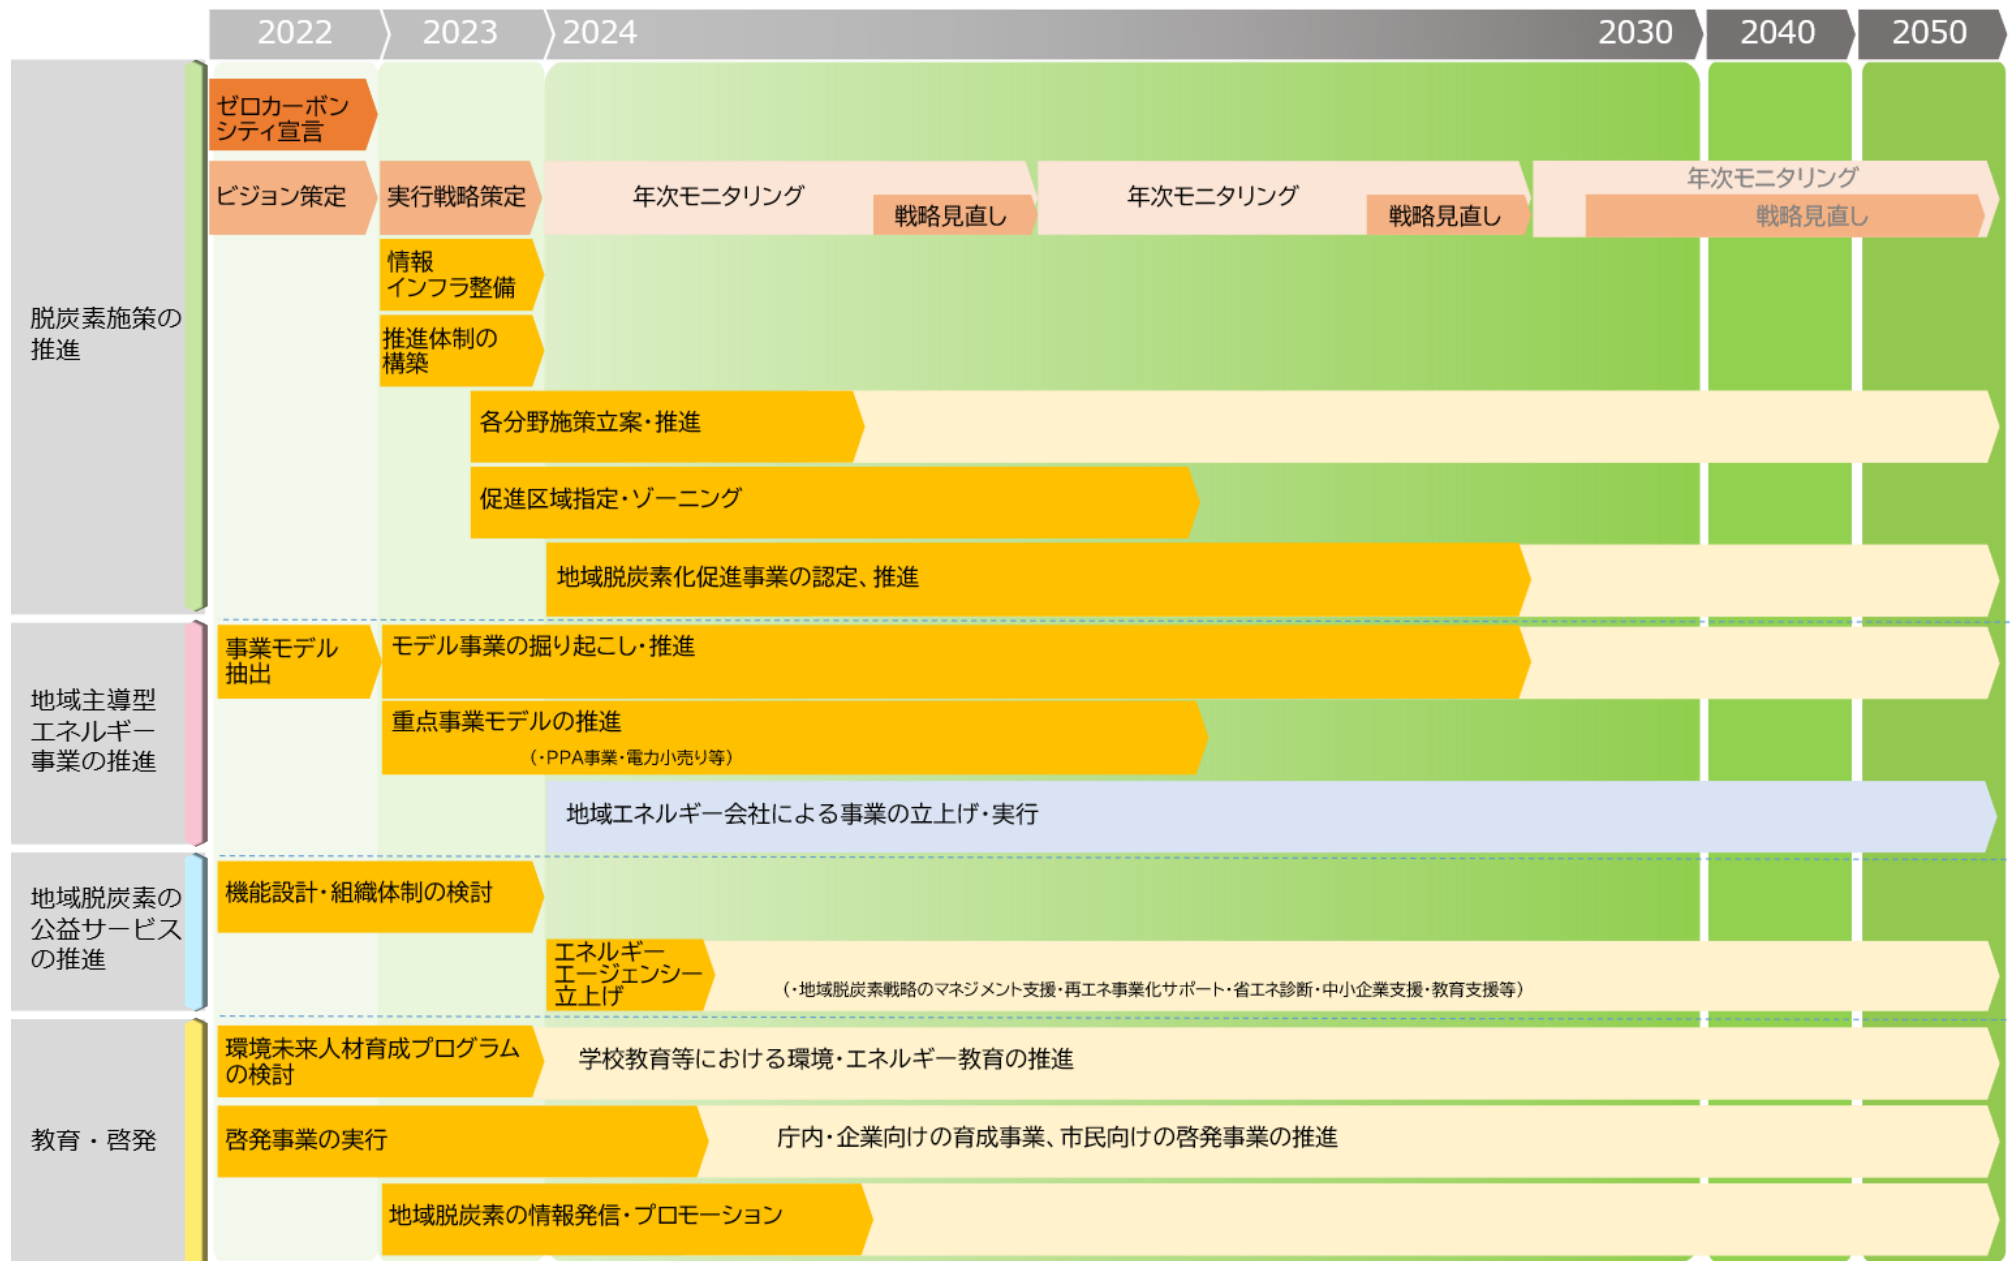 2022
2023
2024
2030
2040
2050
脱炭素施策の
推進
ゼロカーボン
シティ宣言
ビジョン策定
実行戦略策定
年次モニタリング
戦略見直し
年次モニタリング
戦略見直し
年次モニタリング
戦略見直し
情報
インフラ整備
推進体制の
構築
各分野施策立案・推進
促進区域指定・ゾーニング
地域脱炭素化促進事業の認定、推進
地域主導型
エネルギー
事業の推進
事業モデル
抽出
モデル事業の掘り起こし・推進
重点事業モデルの推進
（・PPA事業・電力小売り等）
地域エネルギー会社による事業の立上げ・実行
地域脱炭素の
公益サービス
の推進
機能設計・組織体制の検討
エネルギー
エージェンシー
立上げ
（・地域脱炭素戦略のマネジメント支援・再エネ事業化サポート・省エネ診断・中小企業支援・教育支援等）
教育・啓発
環境未来人材育成プログラム
の検討
学校教育等における環境・エネルギー教育の推進
啓発事業の実行
庁内・企業向けの育成事業、市民向けの啓発事業の推進
地域脱炭素の情報発信・プロモーション